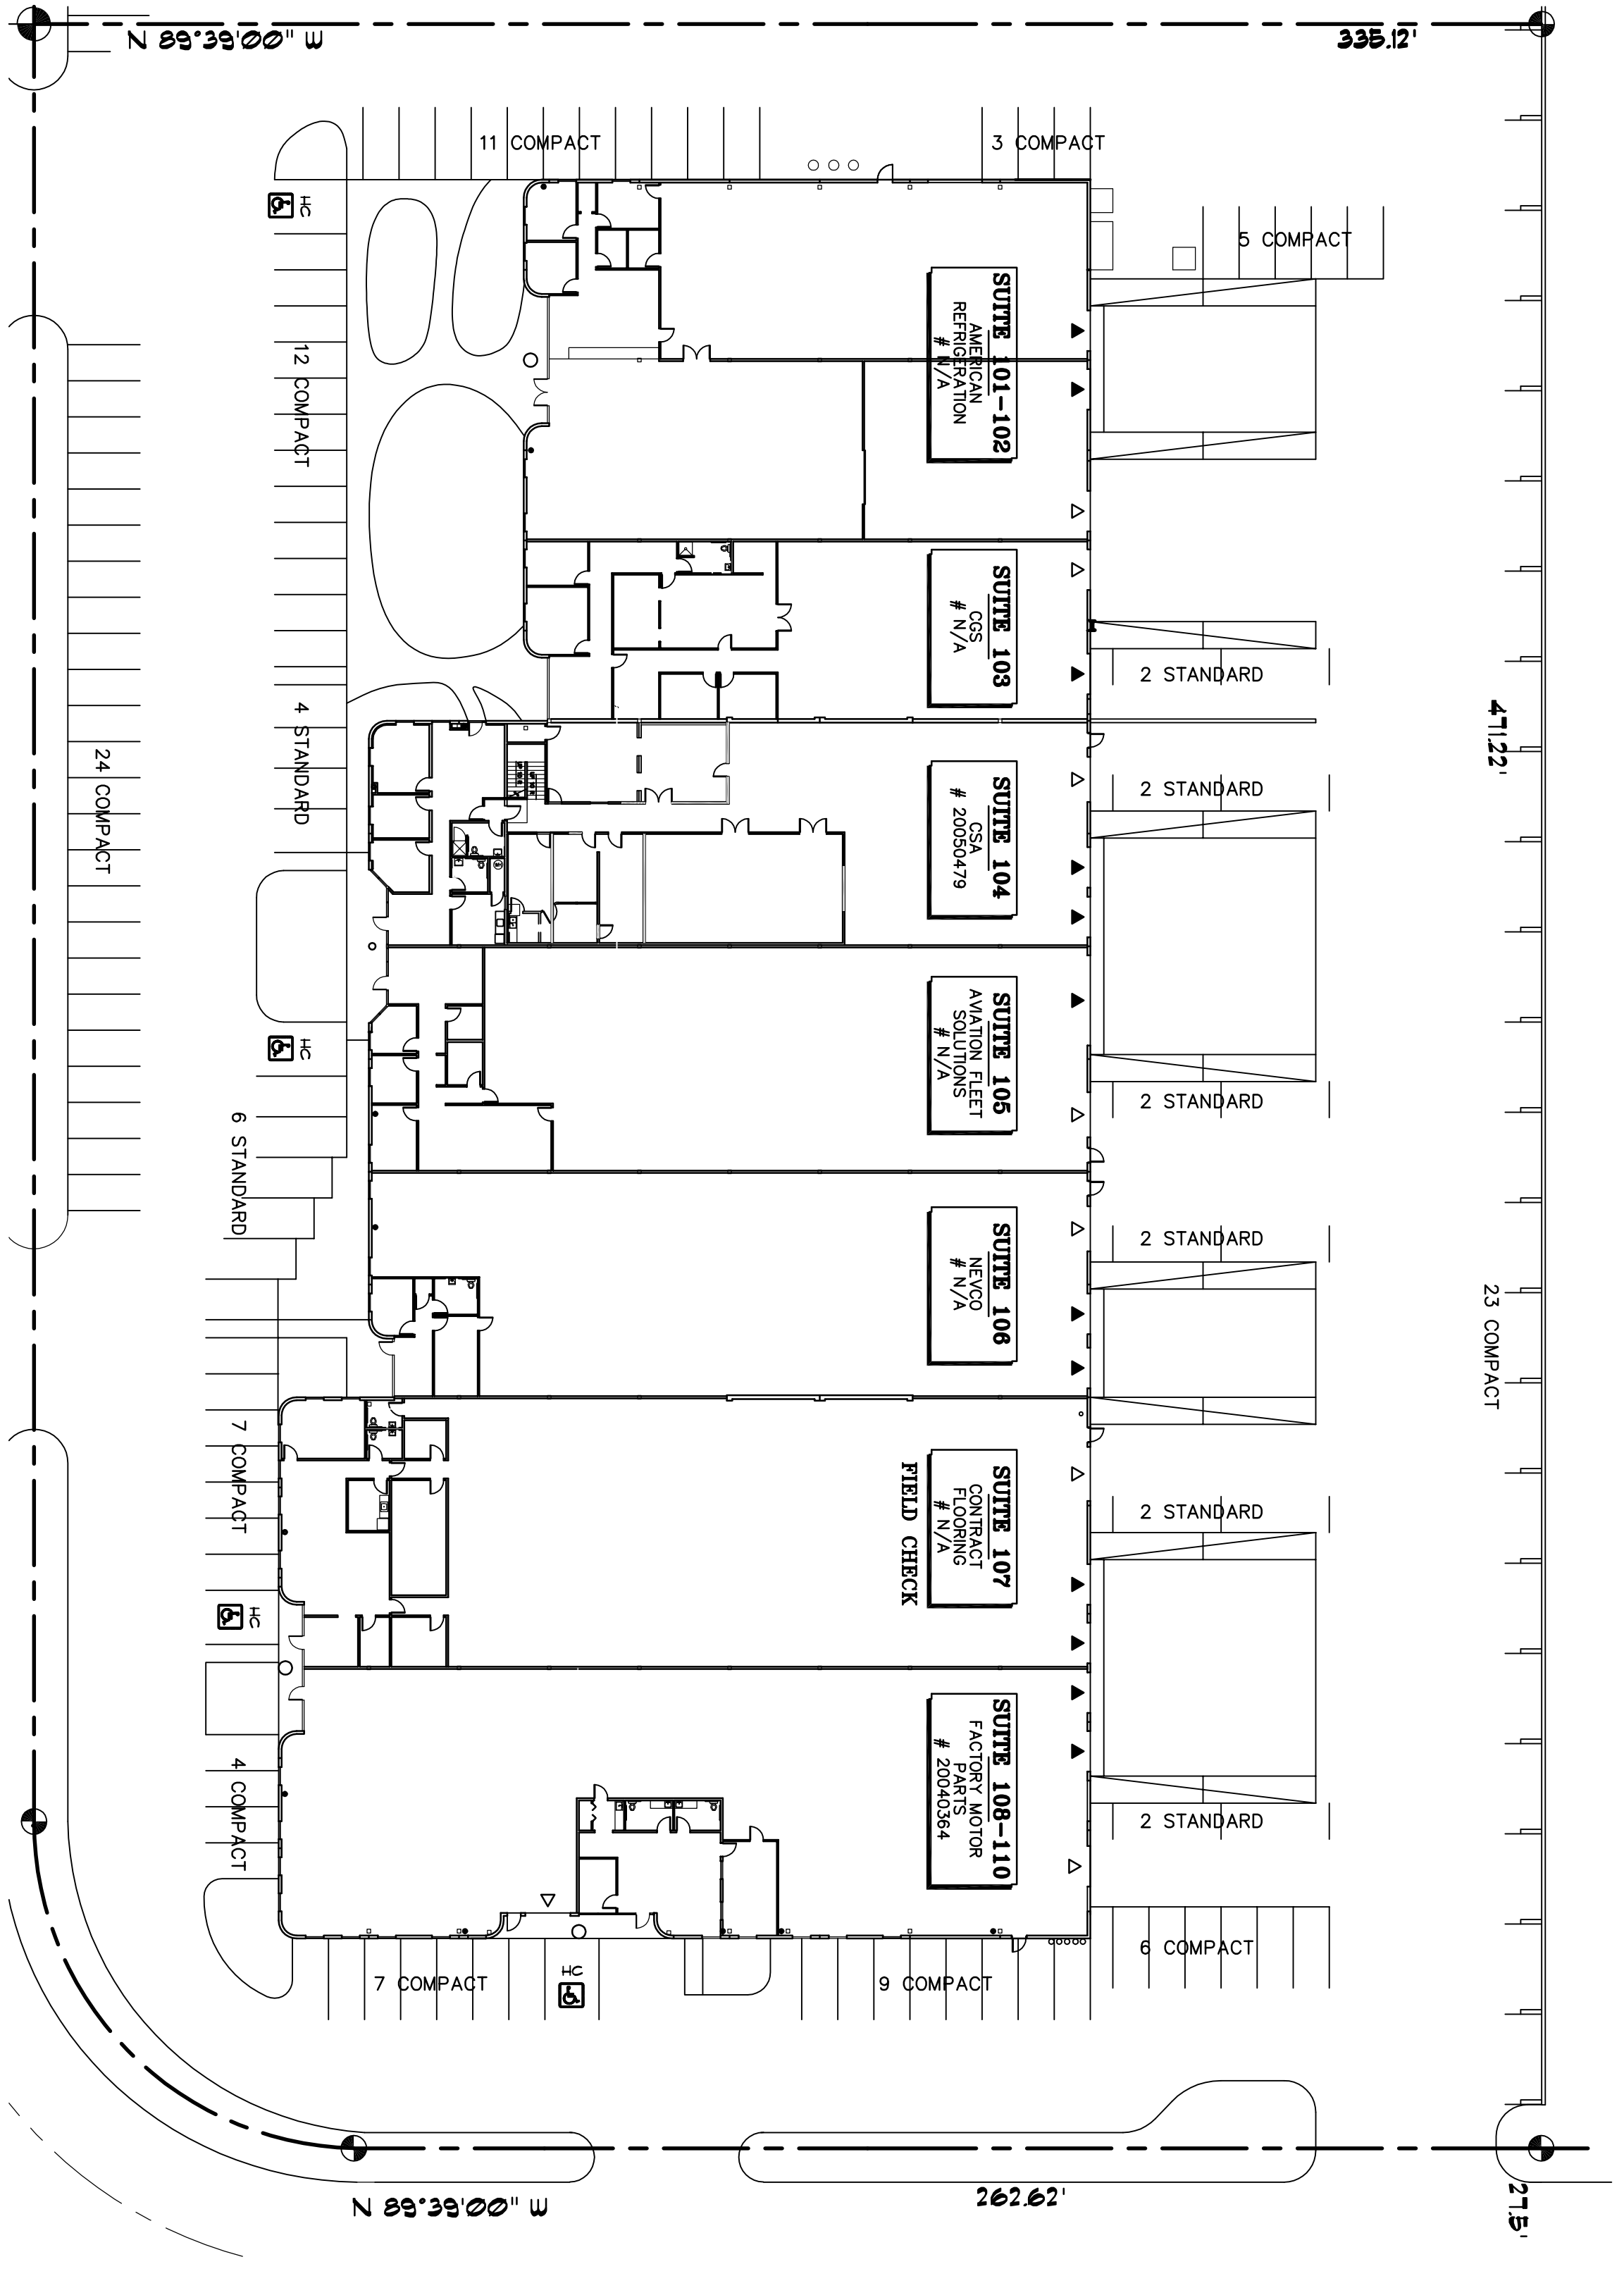 N 89°39'00" W
335.12'
11 COMPACT
3 COMPACT
HC
5 COMPACT
SUITE 101-102
AMERICAN
REFRIGERATION
# N/A
12 COMPACT
SUITE 103
CGS
# N/A
2 STANDARD
4 STANDARD
471.22'
24 COMPACT
SUITE 104
CSA
# 20050479
2 STANDARD
SUITE 105
AVIATION FLEET
SOLUTIONS
# N/A
HC
2 STANDARD
6 STANDARD
SUITE 106
NEVCO
# N/A
2 STANDARD
23 COMPACT
7 COMPACT
SUITE 107
CONTRACT
FLOORING
# N/A
FIELD CHECK
2 STANDARD
HC
SUITE 108-110
FACTORY MOTOR
PARTS
# 20040364
4 COMPACT
2 STANDARD
6 COMPACT
7 COMPACT
HC
9 COMPACT
N 89°39'00" W
262.62'
27.5'